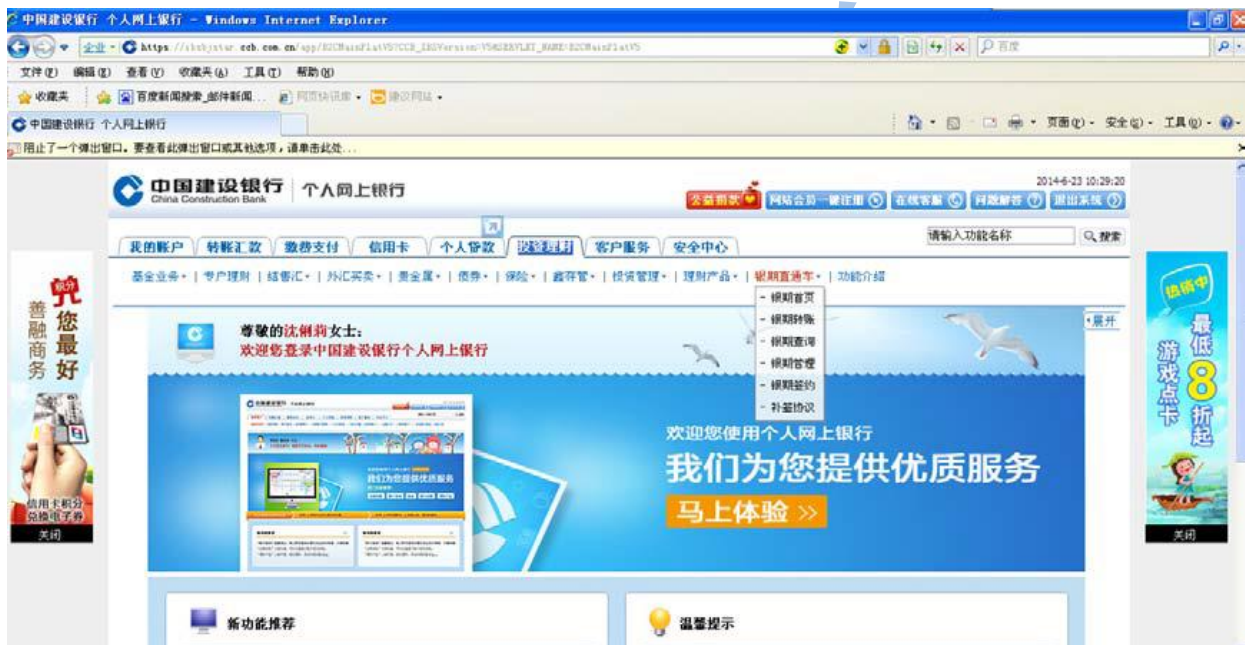 中国建设银行 个人网上银行 - Windows Internet Explorer
文件(F) 编辑(E) 查看(V) 收藏夹(A) 工具(T) 帮助(H)
收藏夹 百度新闻搜索_邮件新闻... 网页快讯库 建议网站
中国建设银行 个人网上银行
页面(P) 安全(S) 工具(O)
阻止了一个弹出窗口。要查看此弹出窗口或其他选项，请单击此处...
中国建设银行 个人网上银行
China Construction Bank
2014-6-23 10:29:20
公益捐款 网站会员一键注册 在线客服 问题解答 退出系统
我的账户 转账汇款 缴费支付 信用卡 个人贷款 投资理财 客户服务 安全中心
请输入功能名称 搜索
基金业务 | 专户理财 | 结售汇 | 外汇买卖 | 贵金属 | 债券 | 保险 | 鑫存管 | 投资管理 | 理财产品 | 银期直通车 | 功能介绍
- 银期首页
- 银期转账
- 银期查询
- 银期管理
- 银期签约
- 补签协议
展开
尊敬的沈俐莉女士：
欢迎您登录中国建设银行个人网上银行
欢迎您使用个人网上银行
我们为您提供优质服务
马上体验 >>
积分
善融商务
您最好
信用卡积分
兑换电子券
关闭
热销中
游戏点卡
最低8折起
关闭
新功能推荐
温馨提示